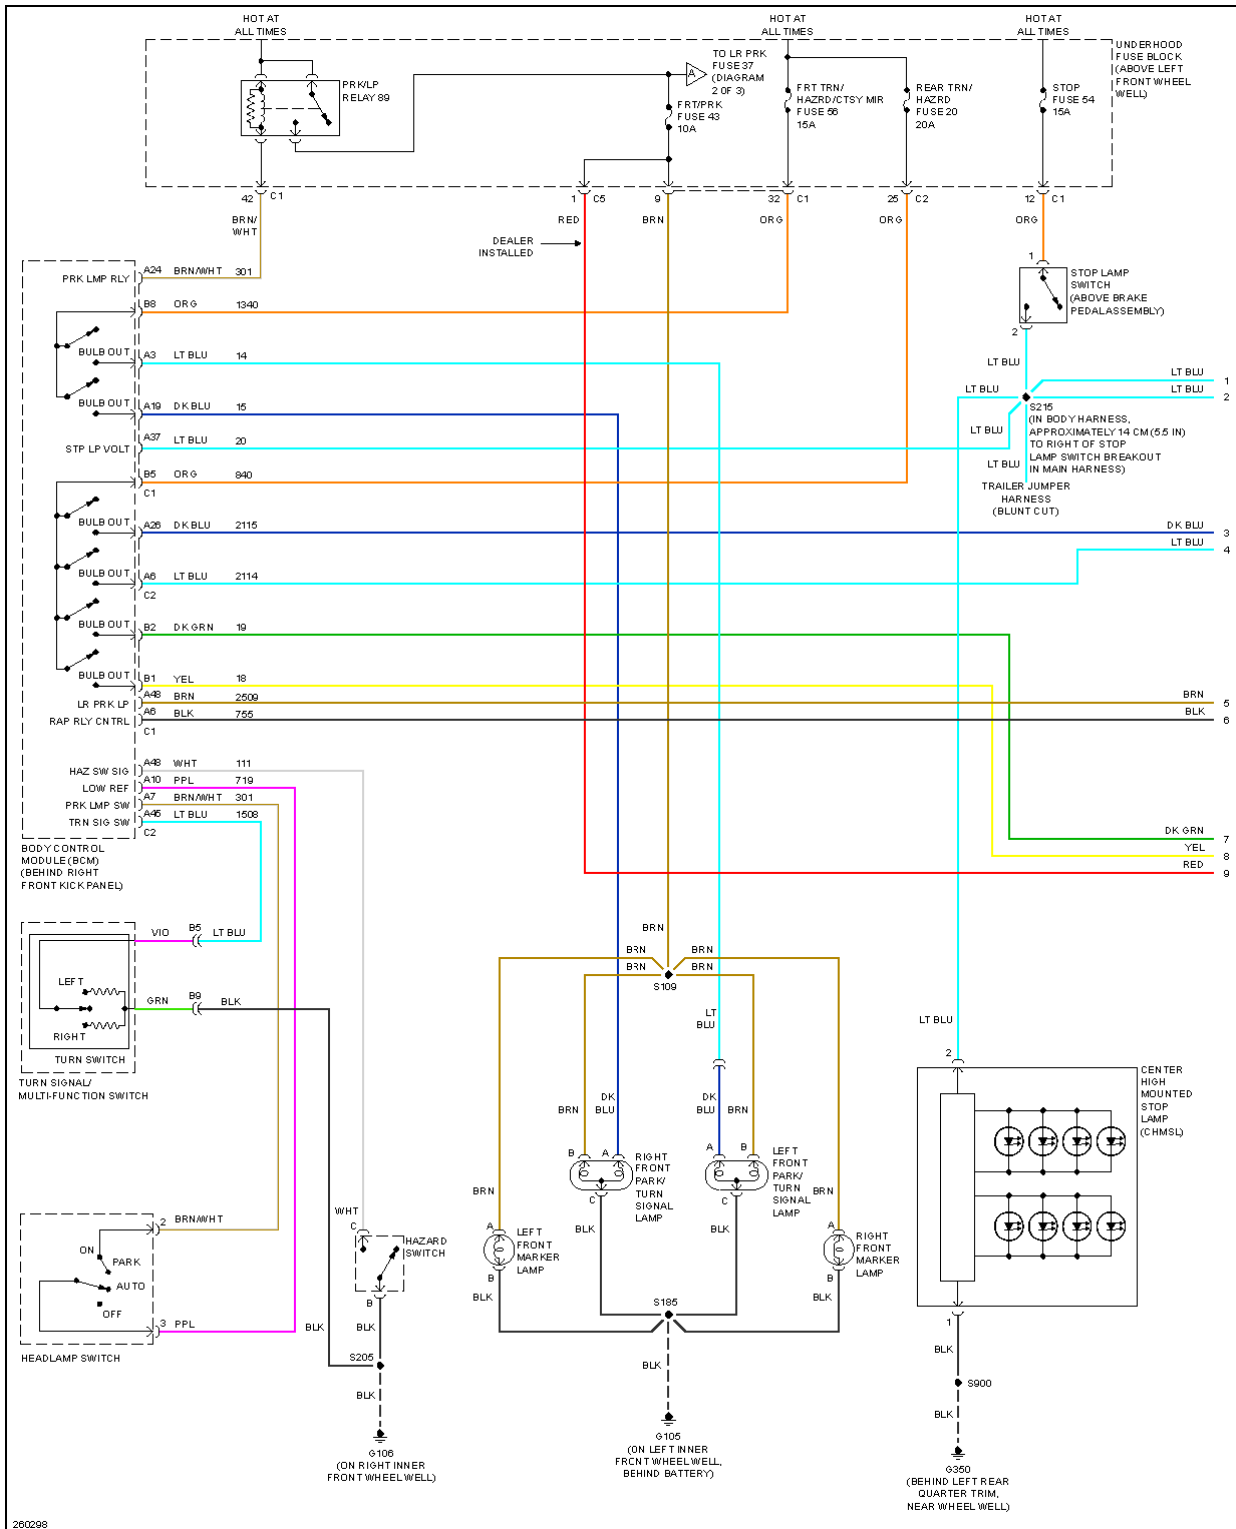 HOT AT
ALL TIMES
HOT AT
ALL TIMES
HOT AT
ALL TIMES
UNDERHOOD
FUSE BLOCK
(ABOVE LEFT
FRONT WHEEL
WELL)
PRK/LP
RELAY 89
TO LR PRK
FUSE 37
(DIAGRAM
2 OF 3)
A
FRT/PRK
FUSE 43
10A
FRT TRN/
HAZRD/CTSY MIR
FUSE 56
15A
REAR TRN/
HAZRD
FUSE 20
20A
STOP
FUSE 54
15A
42 C1
1 C5
9
32 C1
25 C2
12 C1
BRN/
WHT
RED
BRN
ORG
ORG
ORG
DEALER
INSTALLED
PRK LMP RLY
A24 BRN/WHT 301
B8 ORG 1340
BULB OUT
A3 LT BLU 14
BULB OUT
A19 DK BLU 15
STP LP VOLT
A37 LT BLU 20
B5 ORG 840
C1
BULB OUT
A26 DK BLU 2115
BULB OUT
A6 LT BLU 2114
C2
BULB OUT
B2 DK GRN 19
BULB OUT
B1 YEL 18
LR PRK LP
A48 BRN 2509
RAP RLY CNTRL
A6 BLK 755
C1
HAZ SW SIG
A48 WHT 111
LOW REF
A10 PPL 719
PRK LMP SW
A7 BRN/WHT 301
TRN SIG SW
A45 LT BLU 1508
C2
BODY CONTROL
MODULE (BCM)
(BEHIND RIGHT
FRONT KICK PANEL)
1
STOP LAMP
SWITCH
(ABOVE BRAKE
PEDALASSEMBLY)
2
LT BLU
LT BLU
LT BLU
LT BLU
S215
(IN BODY HARNESS,
APPROXIMATELY 14 CM (5.5 IN)
TO RIGHT OF STOP
LAMP SWITCH BREAKOUT
IN MAIN HARNESS)
TRAILER JUMPER
HARNESS
(BLUNT CUT)
LT BLU 1
LT BLU 2
DK BLU 3
LT BLU 4
BRN 5
BLK 6
DK GRN 7
YEL 8
RED 9
VIO B5 LT BLU
LEFT
GRN B9 BLK
RIGHT
TURN SWITCH
TURN SIGNAL/
MULTI-FUNCTION SWITCH
BRN
BRN BRN
BRN BRN
S109
LT
BLU
LT BLU
2
CENTER
HIGH
MOUNTED
STOP
LAMP
(CHMSL)
BRN
DK
BLU
DK
BLU
BRN
B A
RIGHT
FRONT
PARK/
TURN
SIGNAL
LAMP
C
A B
LEFT
FRONT
PARK/
TURN
SIGNAL
LAMP
C
BRN
BRN
BLK
BLK
A
LEFT
FRONT
MARKER
LAMP
B
BLK
A
RIGHT
FRONT
MARKER
LAMP
B
BLK
2 BRN/WHT
ON
PARK
AUTO
OFF
3 PPL
HEADLAMP SWITCH
WHT
C
HAZARD
SWITCH
B
BLK
BLK
S205
BLK
G106
(ON RIGHT INNER
FRONT WHEEL WELL)
S185
BLK
G105
(ON LEFT INNER
FRONT WHEEL WELL,
BEHIND BATTERY)
1
BLK
S900
BLK
G350
(BEHIND LEFT REAR
QUARTER TRIM,
NEAR WHEEL WELL)
260298